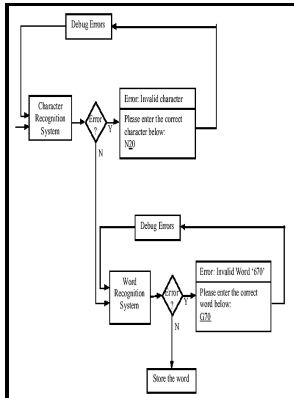 Debug Errors
Character
Recognition
System
Error
?
Y
N
Error: Invalid character
Please enter the correct
character below:
N20
Debug Errors
Word
Recognition
System
Error
?
Y
N
Error: Invalid Word '670'
Please enter the correct
word below:
G70
Store the word